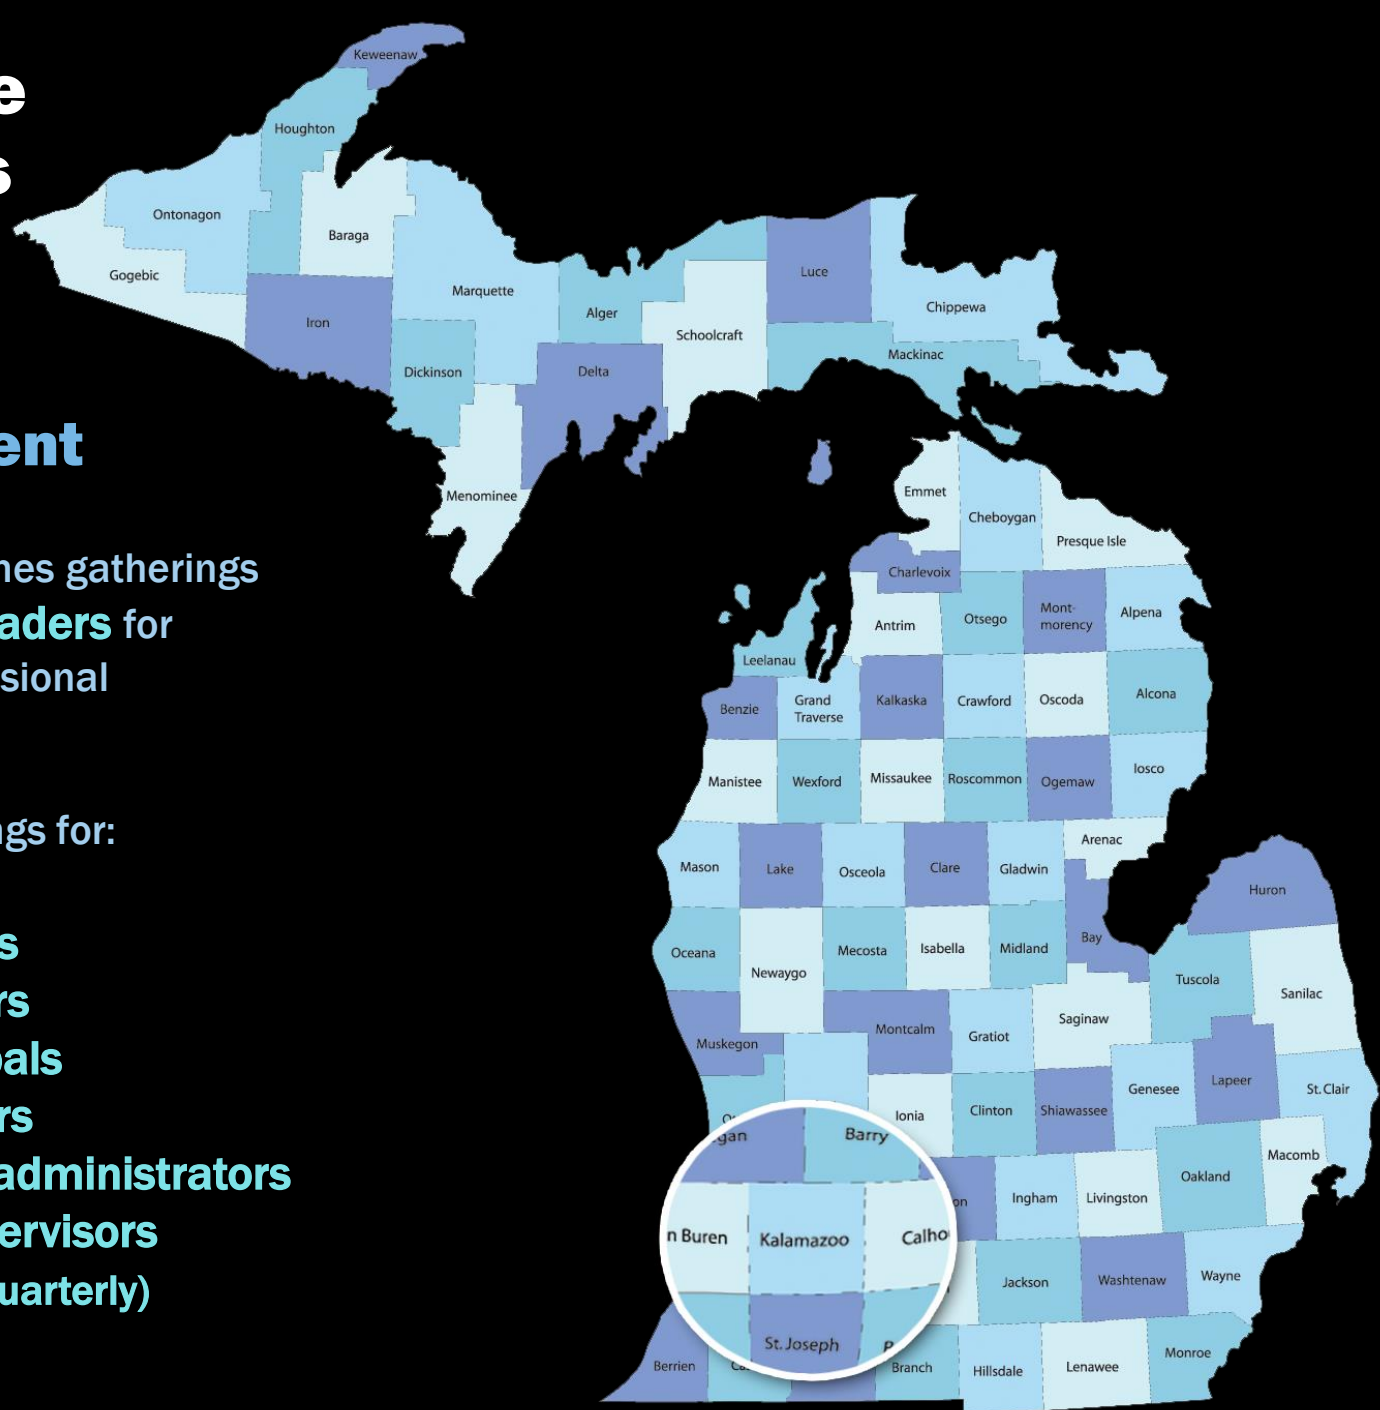 e
s
ent
nes gatherings
aders for
sional
ngs for:
s
rs
pals
rs
administrators
ervisors
uarterly)
Keweenaw
Houghton
Ontonagon
Baraga
Gogebic
Marquette
Iron
Dickinson
Menominee
Alger
Delta
Schoolcraft
Luce
Chippewa
Mackinac
Emmet
Cheboygan
Presque Isle
Charlevoix
Antrim
Otsego
Mont-
morency
Alpena
Leelanau
Benzie
Grand
Traverse
Kalkaska
Crawford
Oscoda
Alcona
Manistee
Wexford
Missaukee
Roscommon
Ogemaw
Iosco
Mason
Lake
Osceola
Clare
Gladwin
Arenac
Huron
Oceana
Newaygo
Mecosta
Isabella
Midland
Bay
Tuscola
Sanilac
Muskegon
Montcalm
Gratiot
Saginaw
Genesee
Lapeer
St. Clair
Ionia
Clinton
Shiawassee
gan
Barry
on
Ingham
Livingston
Oakland
Macomb
n Buren
Kalamazoo
Calho
Jackson
Washtenaw
Wayne
St. Joseph
Berrien
Branch
Hillsdale
Lenawee
Monroe